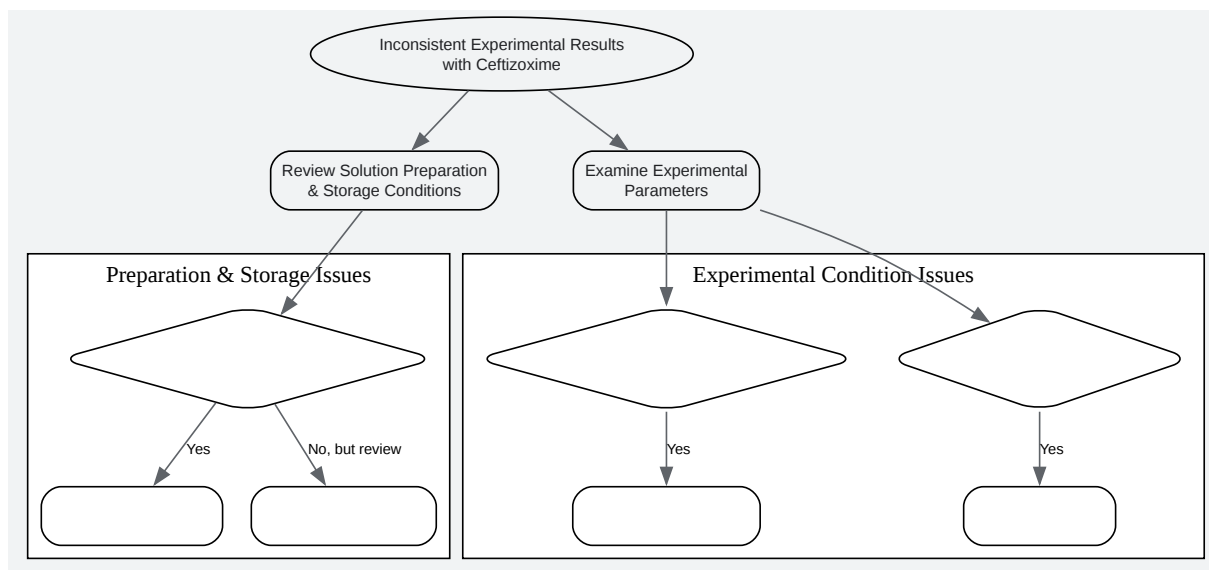 Inconsistent Experimental Results
with Ceftizoxime
Review Solution Preparation
& Storage Conditions
Examine Experimental
Parameters
Preparation & Storage Issues
Experimental Condition Issues
Yes
No, but review
Yes
Yes